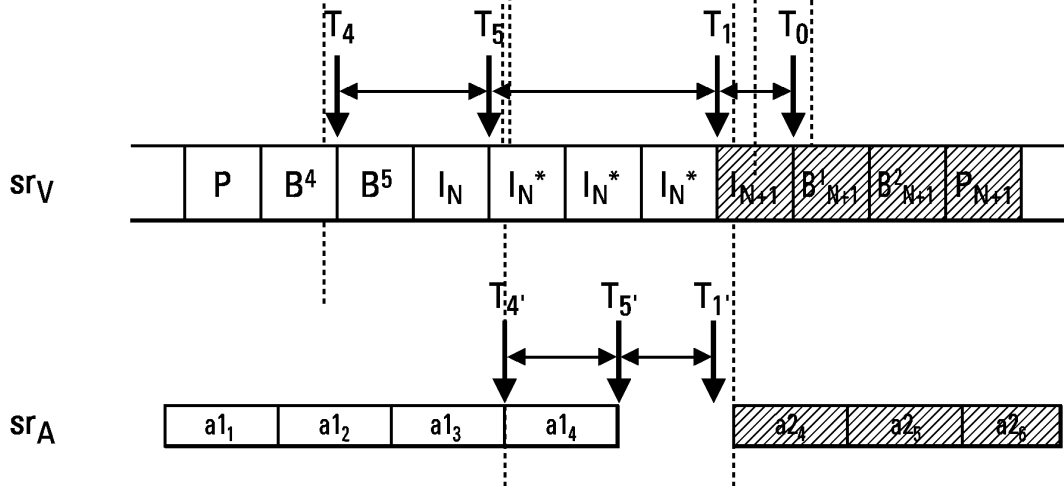 T4 T5 T1 T0
srV P B4 B5 IN IN* IN* IN* IN+1 B1N+1 B2N+1 PN+1
T4' T5' T1'
srA a11 a12 a13 a14 a24 a25 a26